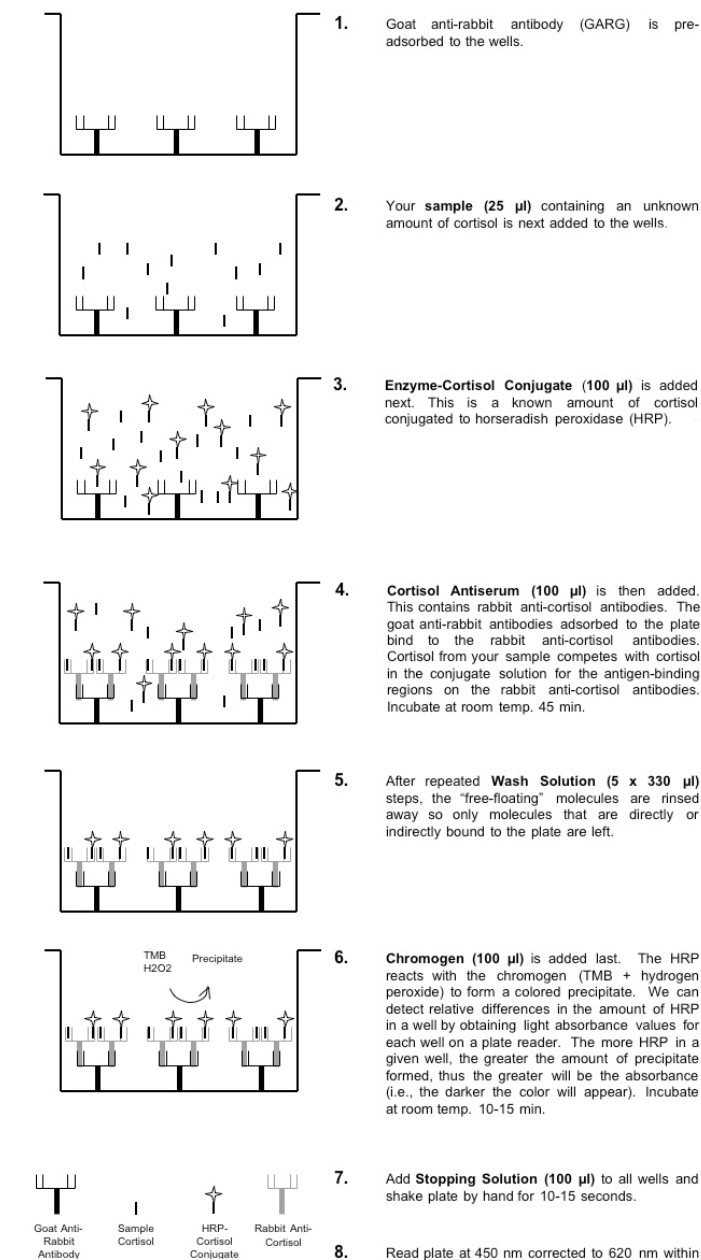 1. Goat anti-rabbit antibody (GARG) is pre-
adsorbed to the wells.
2. Your sample (25 µl) containing an unknown
amount of cortisol is next added to the wells.
3. Enzyme-Cortisol Conjugate (100 µl) is added
next. This is a known amount of cortisol
conjugated to horseradish peroxidase (HRP).
4. Cortisol Antiserum (100 µl) is then added.
This contains rabbit anti-cortisol antibodies. The
goat anti-rabbit antibodies adsorbed to the plate
bind to the rabbit anti-cortisol antibodies.
Cortisol from your sample competes with cortisol
in the conjugate solution for the antigen-binding
regions on the rabbit anti-cortisol antibodies.
Incubate at room temp. 45 min.
5. After repeated Wash Solution (5 x 330 µl)
steps, the "free-floating" molecules are rinsed
away so only molecules that are directly or
indirectly bound to the plate are left.
TMB
H2O2
Precipitate
6. Chromogen (100 µl) is added last. The HRP
reacts with the chromogen (TMB + hydrogen
peroxide) to form a colored precipitate. We can
detect relative differences in the amount of HRP
in a well by obtaining light absorbance values for
each well on a plate reader. The more HRP in a
given well, the greater the amount of precipitate
formed, thus the greater will be the absorbance
(i.e., the darker the color will appear). Incubate
at room temp. 10-15 min.
7. Add Stopping Solution (100 µl) to all wells and
shake plate by hand for 10-15 seconds.
Goat Anti-
Rabbit
Antibody
Sample
Cortisol
HRP-
Cortisol
Conjugate
Rabbit Anti-
Cortisol
8. Read plate at 450 nm corrected to 620 nm within